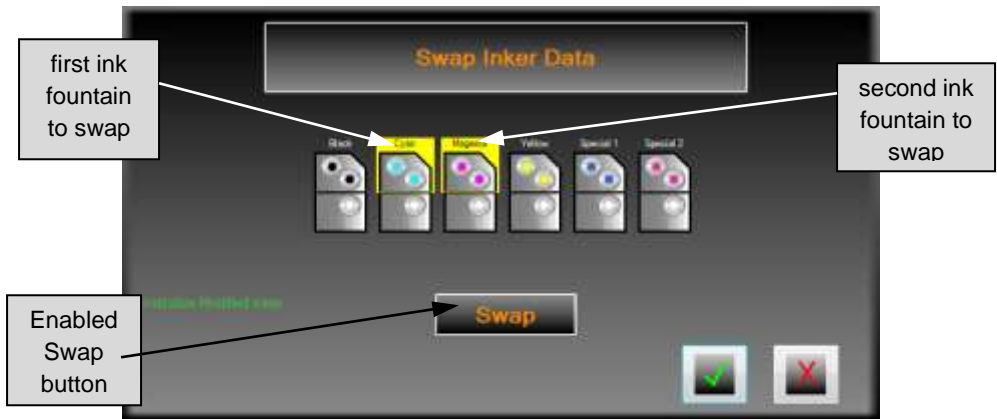 Swap Inker Data
first ink
fountain
to swap
second ink
fountain to
swap
Black
Cyan
Magenta
Yellow
Special 1
Special 2
Enabled
Swap
button
Swap